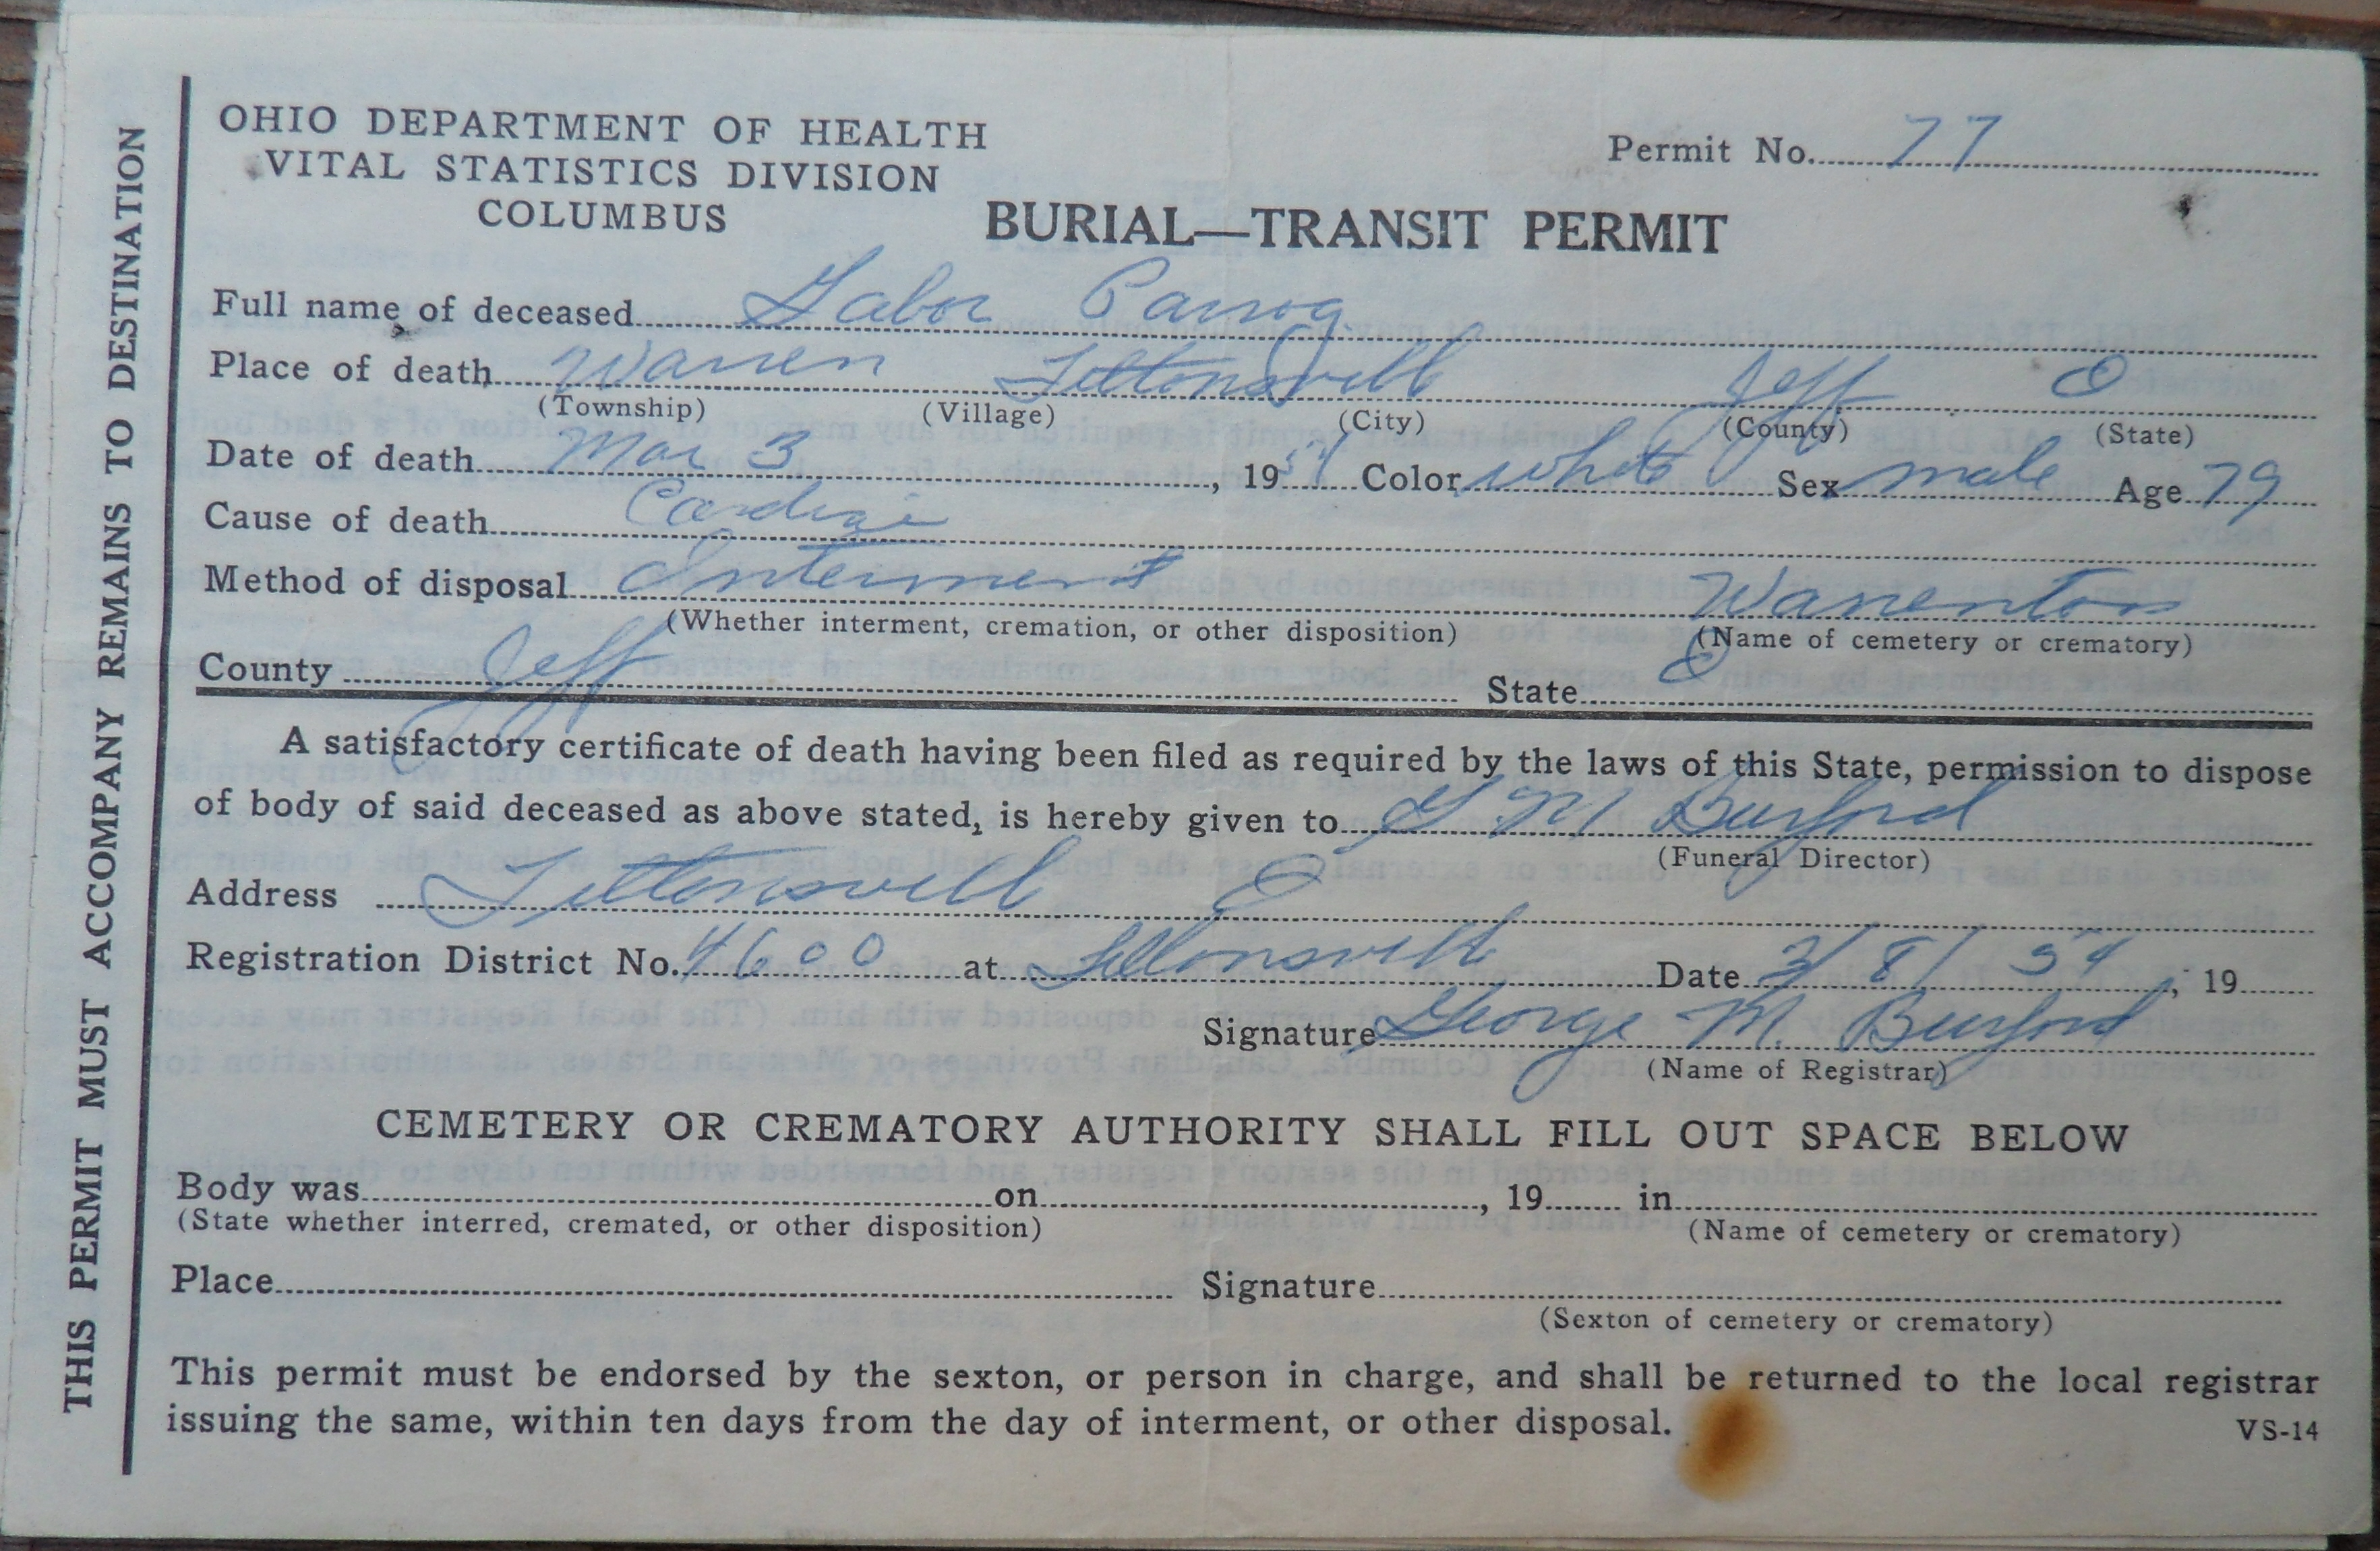 THIS PERMIT MUST ACCOMPANY REMAINS TO DESTINATION
OHIO DEPARTMENT OF HEALTH
VITAL STATISTICS DIVISION
COLUMBUS
Permit No. 77
BURIAL—TRANSIT PERMIT
Full name of deceased Gabor
Place of death Warren Tiltonsvill Jeff O
(Township) (Village) (City) (County) (State)
Date of death Mar 3, 1954 Color white Sex male Age 79
Cause of death
Method of disposal Interment Warrenton
(Whether interment, cremation, or other disposition) (Name of cemetery or crematory)
County Jeff State O
A satisfactory certificate of death having been filed as required by the laws of this State, permission to dispose
of body of said deceased as above stated, is hereby given to G M Burford
(Funeral Director)
Address Tiltonsvill O
Registration District No. 4600 at Tiltonsvill Date 3/8/54, 19
Signature George M. Burford
(Name of Registrar)
CEMETERY OR CREMATORY AUTHORITY SHALL FILL OUT SPACE BELOW
Body was on , 19 in
(State whether interred, cremated, or other disposition) (Name of cemetery or crematory)
Place Signature
(Sexton of cemetery or crematory)
This permit must be endorsed by the sexton, or person in charge, and shall be returned to the local registrar
issuing the same, within ten days from the day of interment, or other disposal.
VS-14